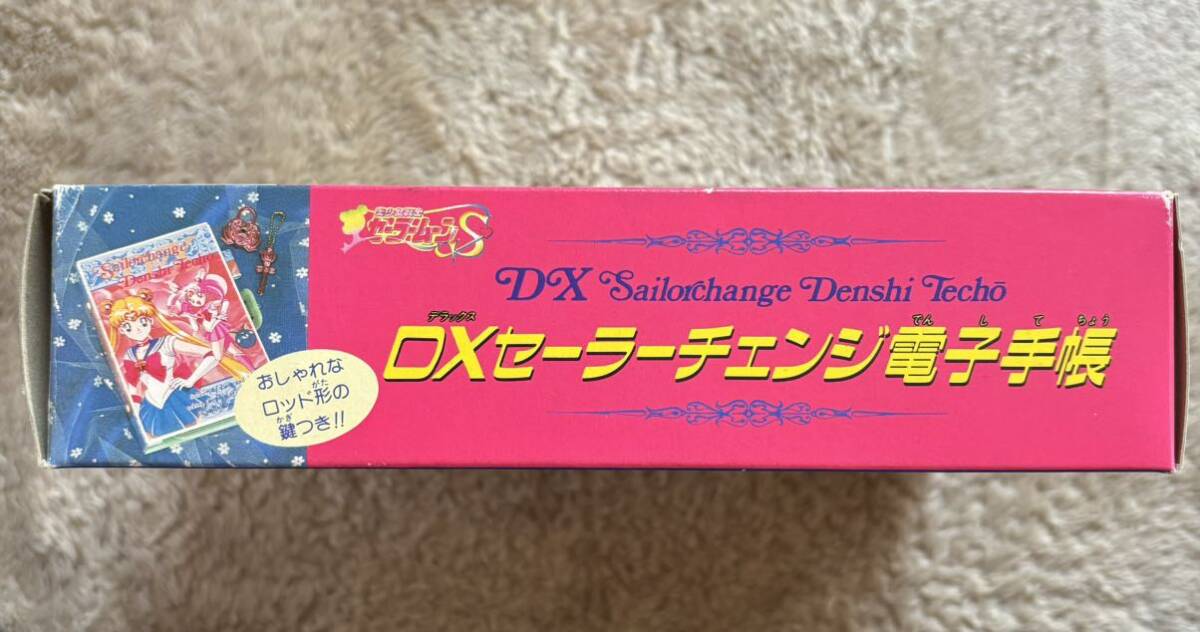 美少女戦士
セーラームーンS
DX Sailorchange Denshi Techō
デラックス でん し て ちょう
DXセーラーチェンジ電子手帳
Sailorchange
Denshi Techo
おしゃれな
がた
ロッド形の
かぎ
鍵つき!!